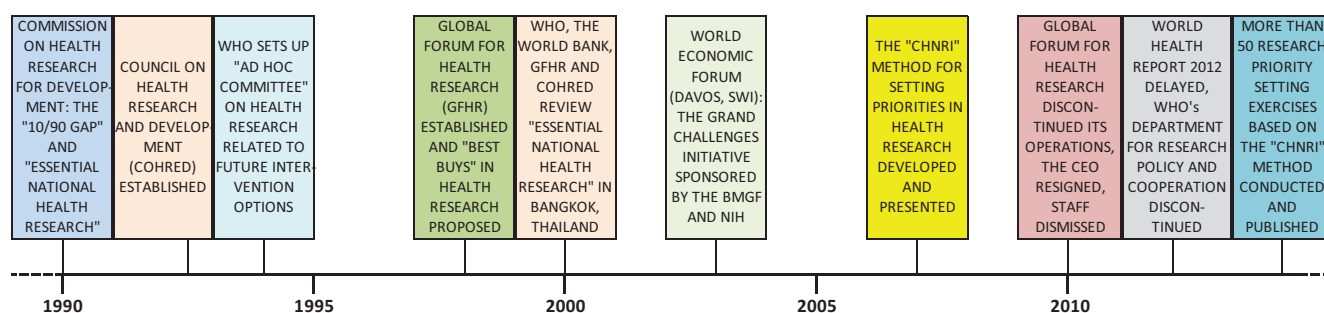 COMMISSION
ON HEALTH
RESEARCH
FOR DEVELOP-
MENT: THE
"10/90 GAP"
AND
"ESSENTIAL
NATIONAL
HEALTH
RESEARCH"
COUNCIL ON
HEALTH
RESEARCH
AND DEVELOP-
MENT
(COHRED)
ESTABLISHED
WHO SETS UP
"AD HOC
COMMITTEE"
ON HEALTH
RESEARCH
RELATED TO
FUTURE INTER-
VENTION
OPTIONS
GLOBAL
FORUM FOR
HEALTH
RESEARCH
(GFHR)
ESTABLISHED
AND "BEST
BUYS" IN
HEALTH
RESEARCH
PROPOSED
WHO, THE
WORLD BANK,
GFHR AND
COHRED
REVIEW
"ESSENTIAL
NATIONAL
HEALTH
RESEARCH" IN
BANGKOK,
THAILAND
WORLD
ECONOMIC
FORUM
(DAVOS, SWI):
THE GRAND
CHALLENGES
INITIATIVE
SPONSORED
BY THE BMGF
AND NIH
THE "CHNRI"
METHOD FOR
SETTING
PRIORITIES IN
HEALTH
RESEARCH
DEVELOPED
AND
PRESENTED
GLOBAL
FORUM FOR
HEALTH
RESEARCH
DISCON-
TINUED ITS
OPERATIONS,
THE CEO
RESIGNED,
STAFF
DISMISSED
WORLD
HEALTH
REPORT 2012
DELAYED,
WHO's
DEPARTMENT
FOR RESEARCH
POLICY AND
COOPERATION
DISCON-
TINUED
MORE THAN
50 RESEARCH
PRIORITY
SETTING
EXERCISES
BASED ON
THE "CHNRI"
METHOD
CONDUCTED
AND
PUBLISHED
1990
1995
2000
2005
2010